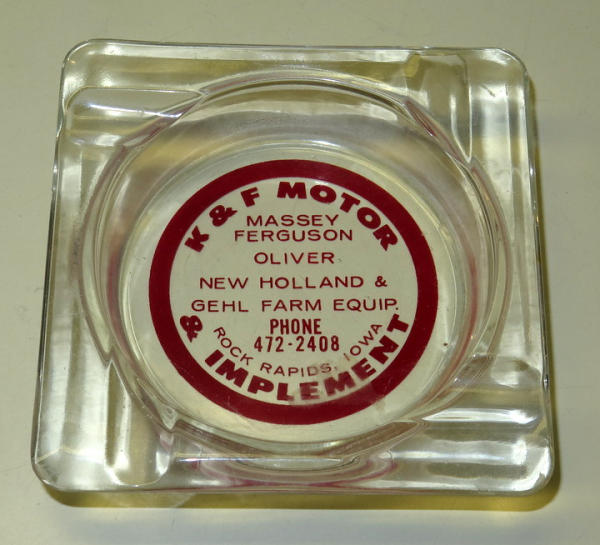 K & F MOTOR
MASSEY
FERGUSON
OLIVER
NEW HOLLAND &
GEHL FARM EQUIP.
PHONE
472-2408
ROCK RAPIDS, IOWA
& IMPLEMENT